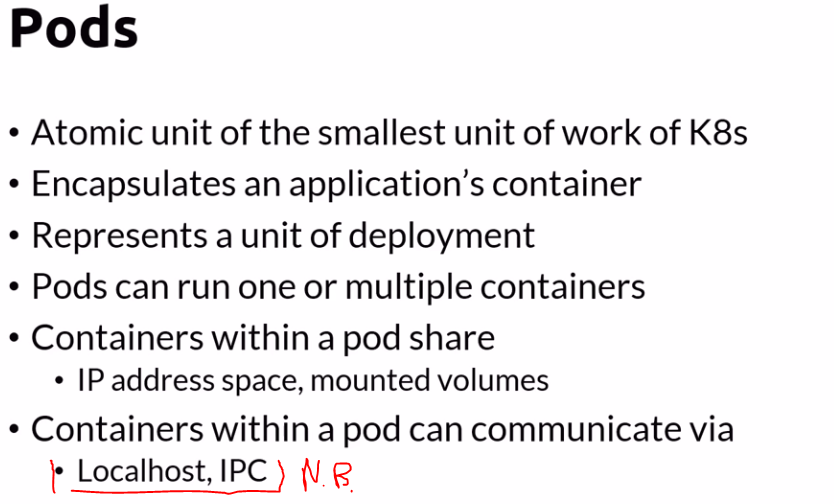 Pods
• Atomic unit of the smallest unit of work of K8s
• Encapsulates an application's container
• Represents a unit of deployment
• Pods can run one or multiple containers
• Containers within a pod share
• IP address space, mounted volumes
• Containers within a pod can communicate via
• Localhost, IPC N.B.